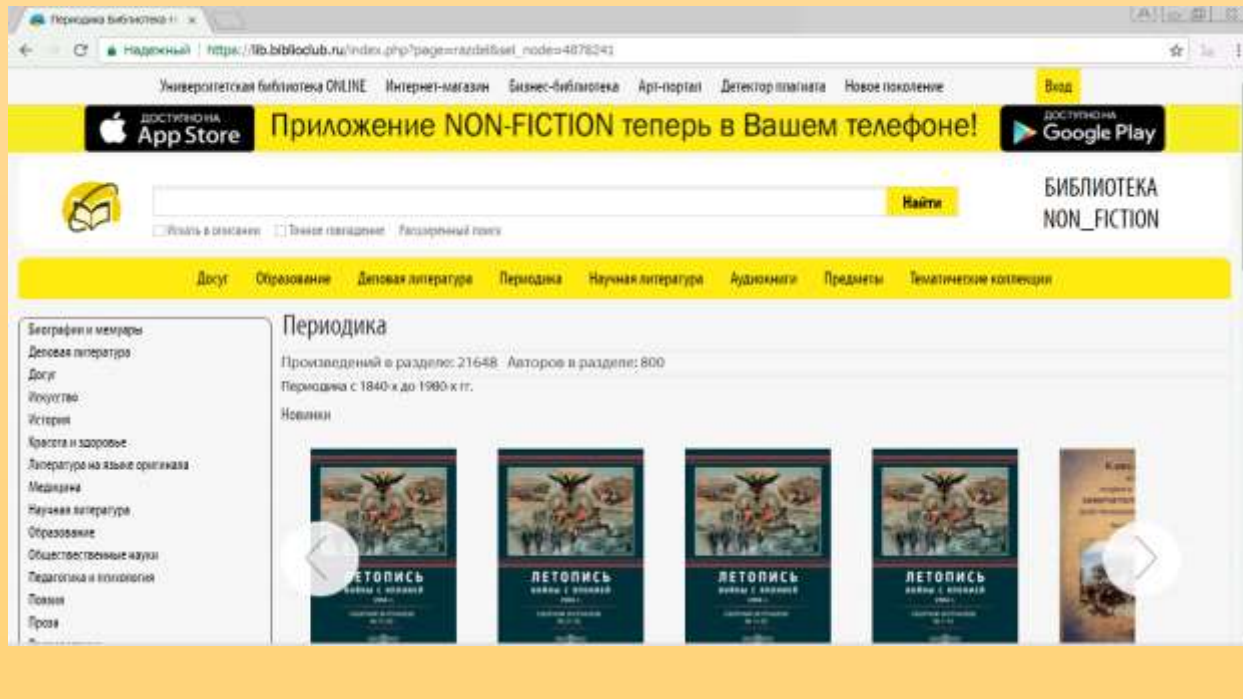 Периодика Библиотека
Надежный https://lib.biblioclub.ru/index.php?page=razdel&sel_node=4878241
Университетская библиотека ONLINE Интернет-магазин Бизнес-библиотека Арт-портал Детектор плагиата Новое поколение Вход
ДОСТУПНО НА
App Store
Приложение NON-FICTION теперь в Вашем телефоне!
ДОСТУПНО НА
Google Play
Найти
БИБЛИОТЕКА
NON_FICTION
Искать в описании Точное совпадение Расширенный поиск
Досуг Образование Деловая литература Периодика Научная литература Аудиокниги Предметы Тематические коллекции
Биографии и мемуары
Деловая литература
Досуг
Искусство
История
Красота и здоровье
Литература на языке оригинала
Медицина
Научная литература
Образование
Общественные науки
Педагогика и психология
Поэзия
Проза
Периодика
Произведений в разделе: 21648 Авторов в разделе: 800
Периодика с 1840-х до 1980-х гг.
Новинки
ЛЕТОПИСЬ
ВОЙНЫ С ЯПОНИЕЙ
ЛЕТОПИСЬ
ВОЙНЫ С ЯПОНИЕЙ
ЛЕТОПИСЬ
ВОЙНЫ С ЯПОНИЕЙ
ЛЕТОПИСЬ
ВОЙНЫ С ЯПОНИЕЙ